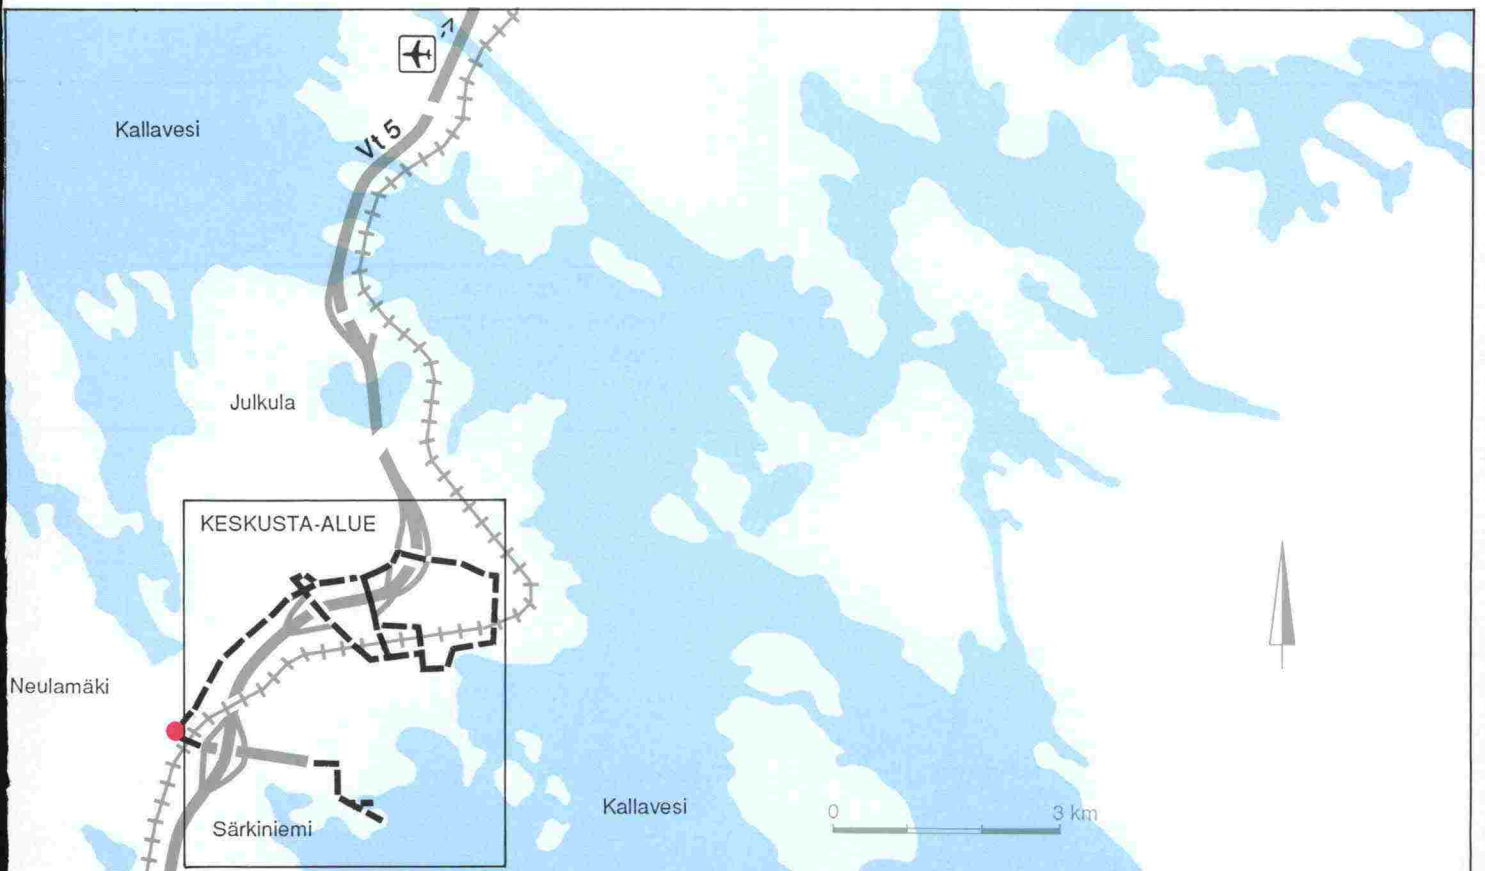 Kallavesi
Vt 5
Julkula
KESKUSTA-ALUE
Neulamäki
Särkiniemi
Kallavesi
0 3 km